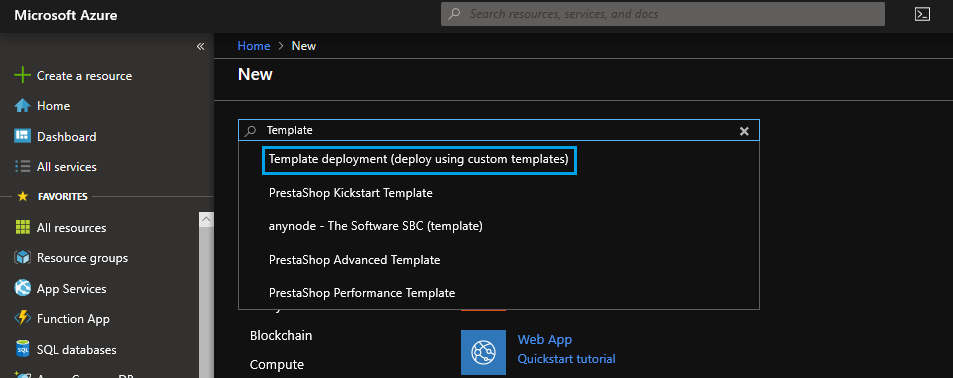 Microsoft Azure
Search resources, services, and docs
«
Home > New
New
Create a resource
Home
Dashboard
All services
FAVORITES
All resources
Resource groups
App Services
Function App
SQL databases
Template
Template deployment (deploy using custom templates)
PrestaShop Kickstart Template
anynode - The Software SBC (template)
PrestaShop Advanced Template
PrestaShop Performance Template
Blockchain
Compute
Web App
Quickstart tutorial